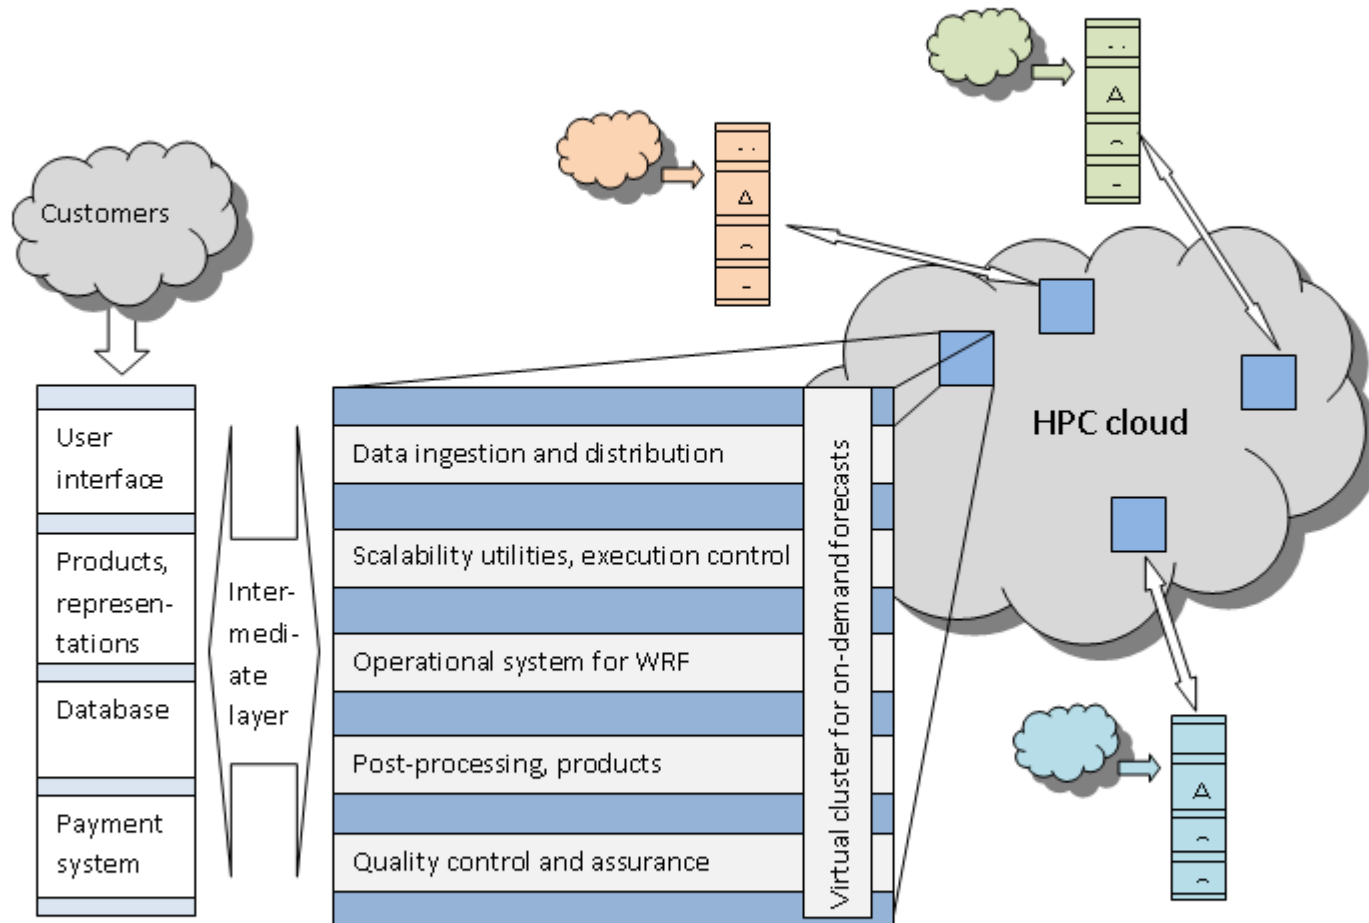 Customers
User
interface
Products,
represen-
tations
Database
Payment
system
Inter-
medi-
ate
layer
Data ingestion and distribution
Scalability utilities, execution control
Operational system for WRF
Post-processing, products
Quality control and assurance
Virtual cluster for on-demand forecasts
HPC cloud